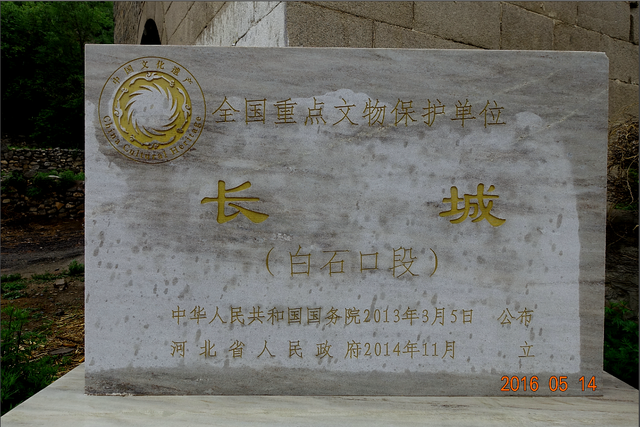 中国文化遗产
China Cultural Heritage
全国重点文物保护单位
长城
（白石口段）
中华人民共和国国务院2013年3月5日 公布
河北省人民政府2014年11月 立
2016 05 14